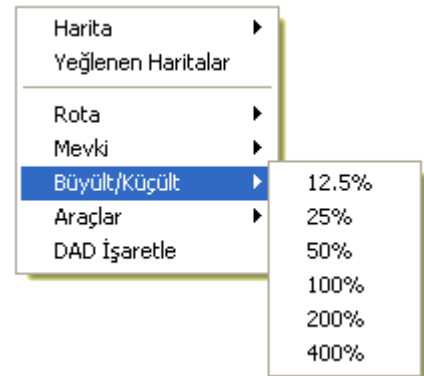 Harita
Yeğlenen Haritalar
Rota
Mevki
Büyült/Küçült
Araçlar
DAD İşaretle
12.5%
25%
50%
100%
200%
400%